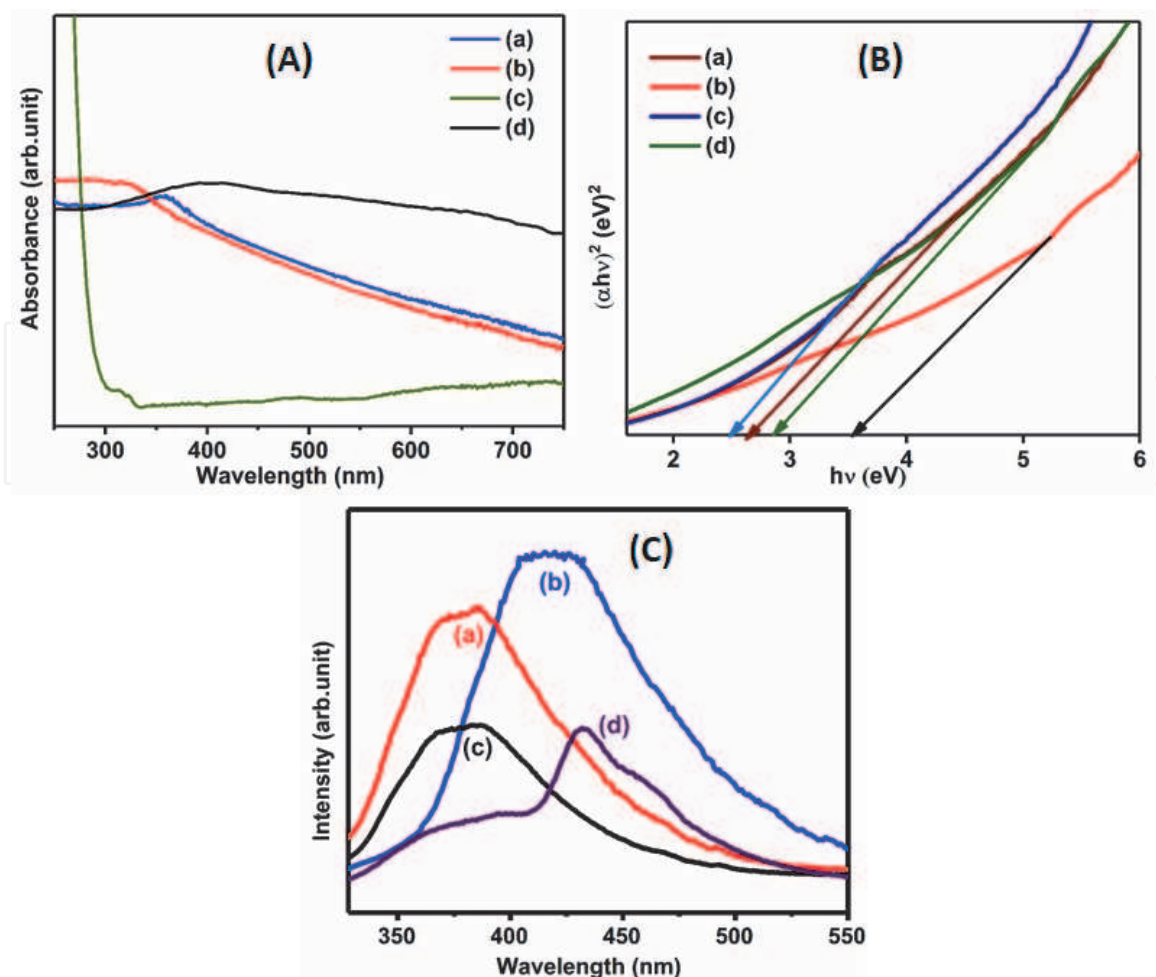 (A)
(a)
(b)
(c)
(d)
Absorbance (arb.unit)
300 400 500 600 700
Wavelength (nm)
(B)
(a)
(b)
(c)
(d)
(αhν)² (eV)²
2 3 4 5 6
hν (eV)
(C)
(b)
(a)
(d)
(c)
Intensity (arb.unit)
350 400 450 500 550
Wavelength (nm)